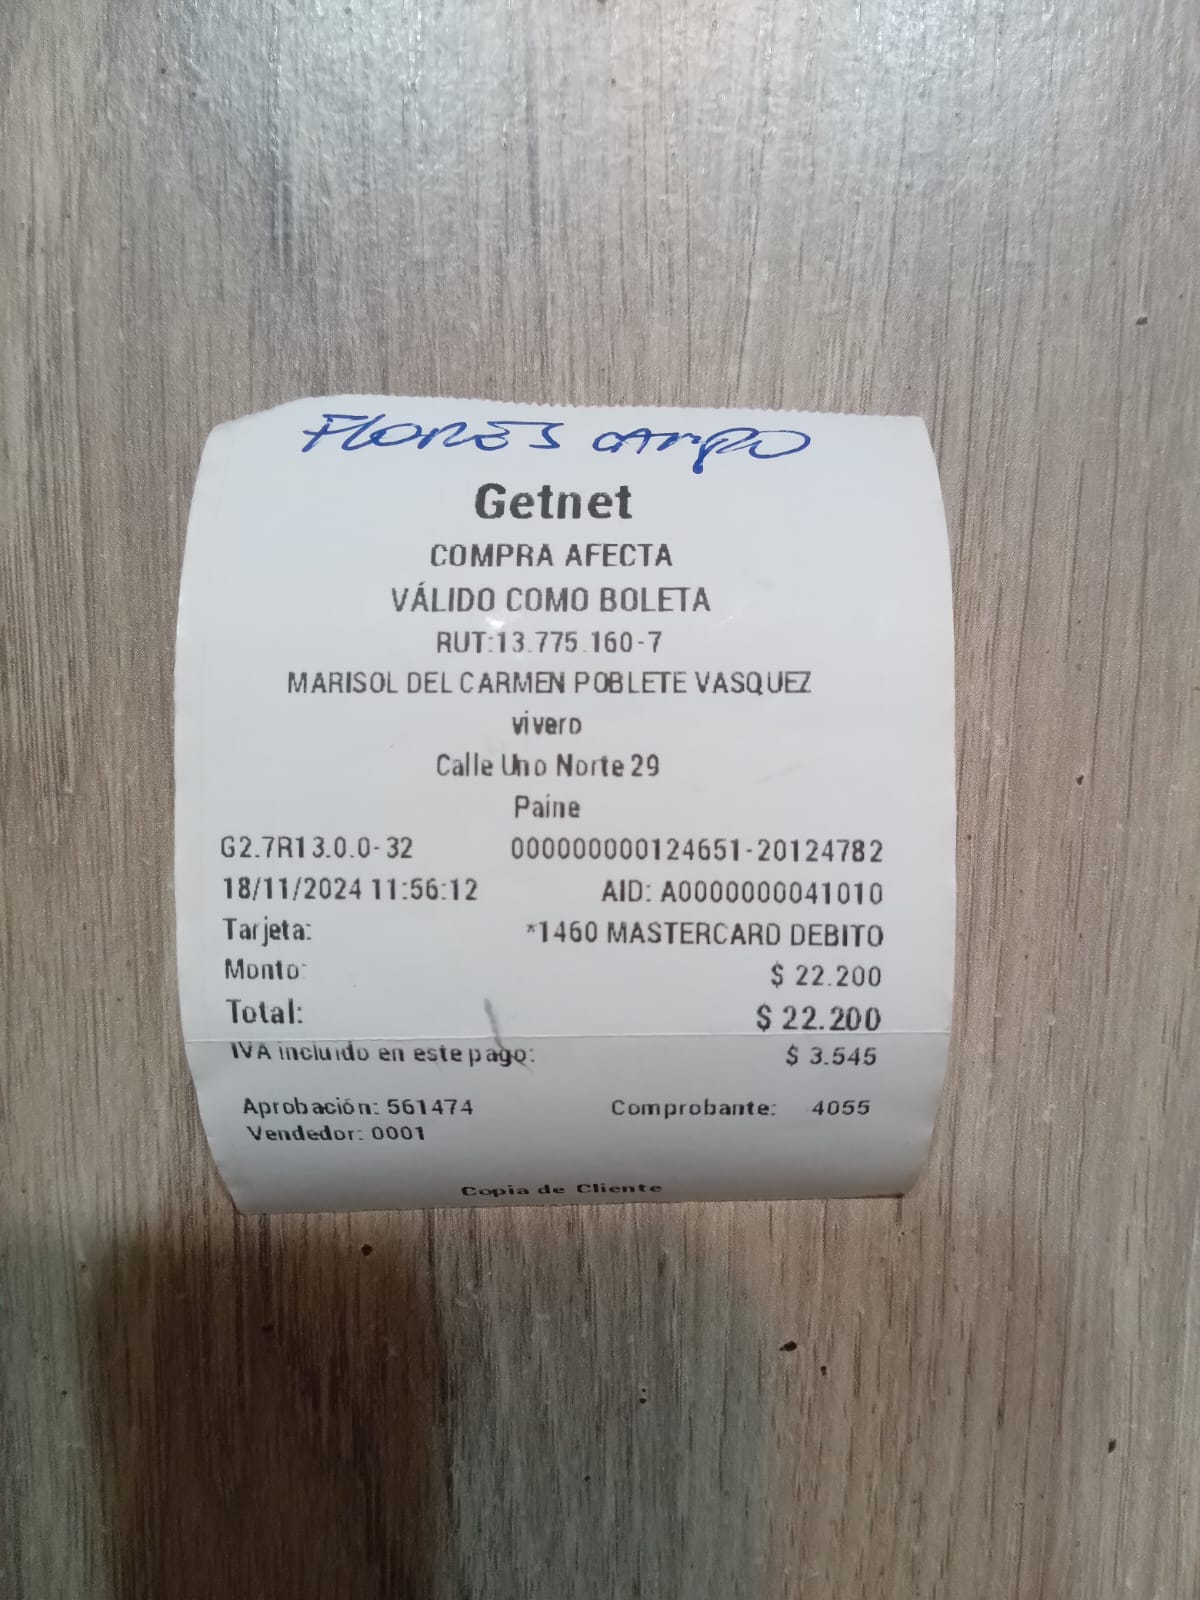 FLORES CAMPO
Getnet
COMPRA AFECTA
VÁLIDO COMO BOLETA
RUT:13.775.160-7
MARISOL DEL CARMEN POBLETE VASQUEZ
vivero
Calle Uno Norte 29
Paine
G2.7R13.0.0-32 000000000124651-20124782
18/11/2024 11:56:12 AID: A0000000041010
Tarjeta: *1460 MASTERCARD DEBITO
Monto: $ 22.200
Total: $ 22.200
IVA incluido en este pago: $ 3.545
Aprobación: 561474 Comprobante: 4055
Vendedor: 0001
Copia de Cliente